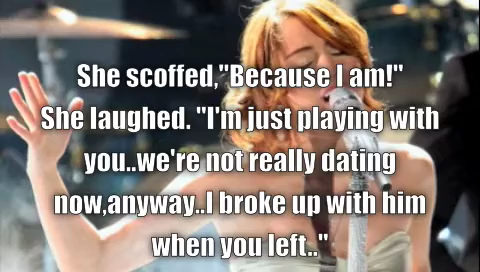 She scoffed,"Because I am!"
She laughed. "I'm just playing with
you..we're not really dating
now,anyway..I broke up with him
when you left.."